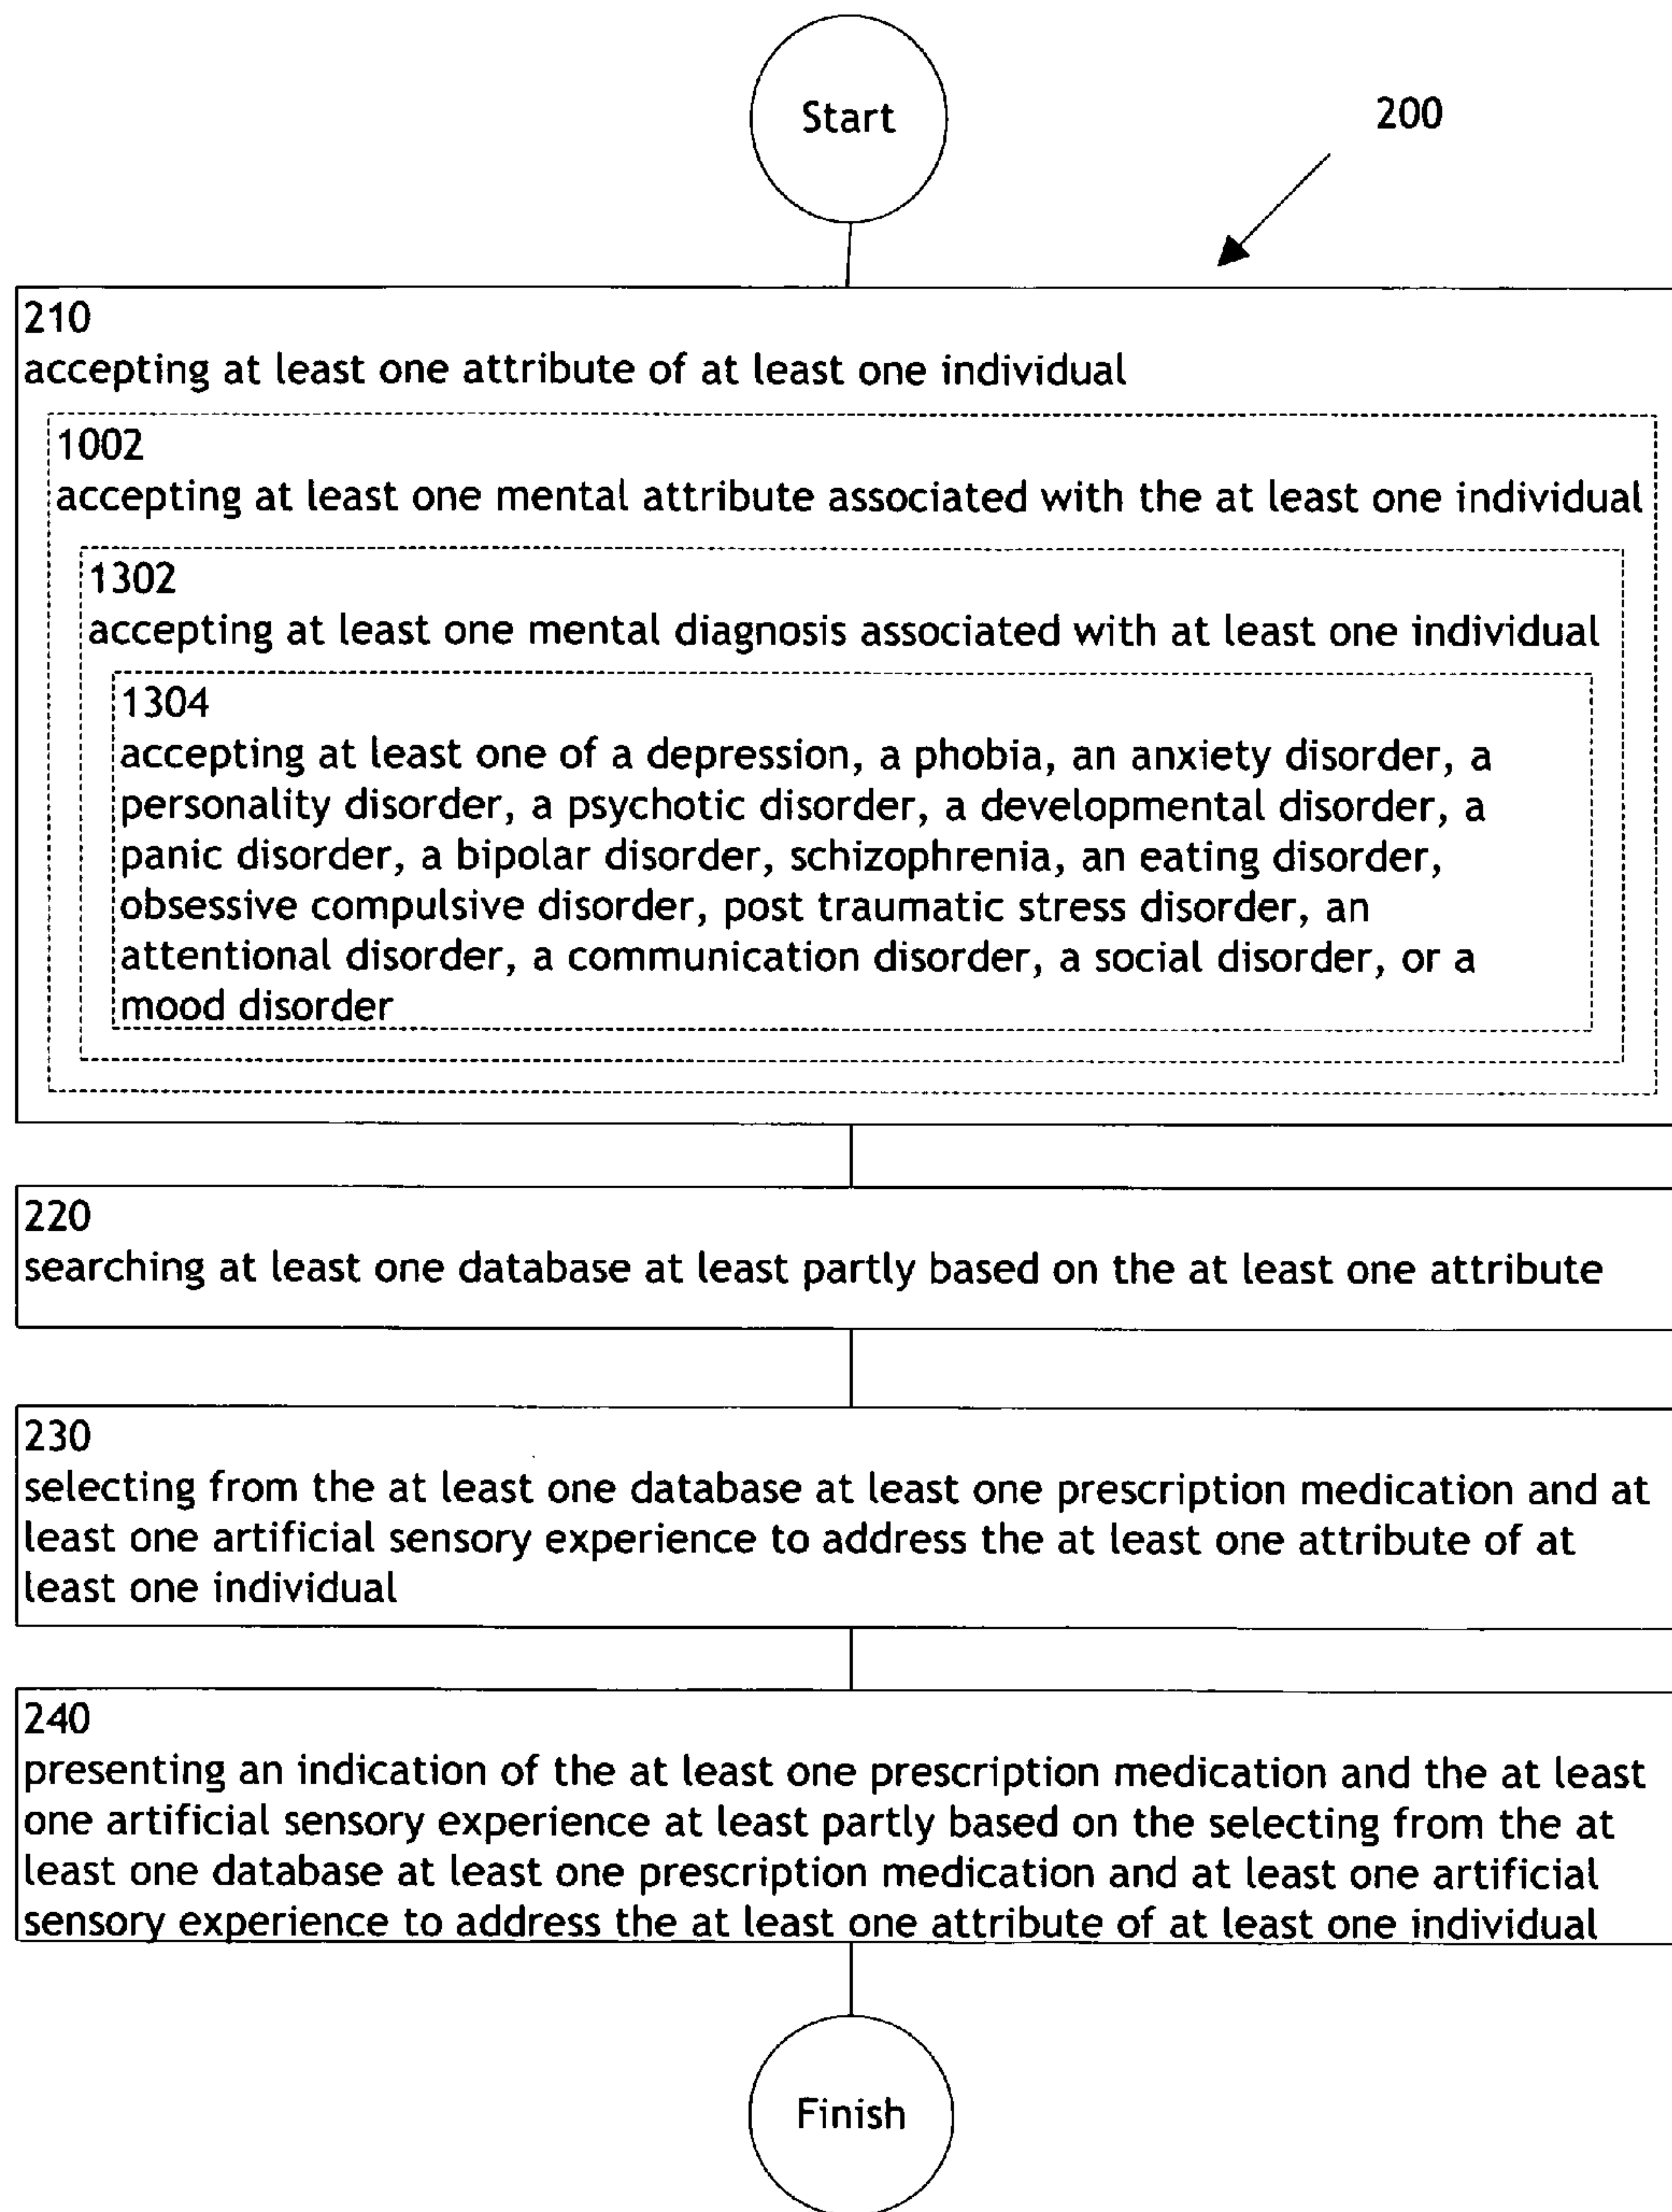 Start
200
210
accepting at least one attribute of at least one individual
1002
accepting at least one mental attribute associated with the at least one individual
1302
accepting at least one mental diagnosis associated with at least one individual
1304
accepting at least one of a depression, a phobia, an anxiety disorder, a
personality disorder, a psychotic disorder, a developmental disorder, a
panic disorder, a bipolar disorder, schizophrenia, an eating disorder,
obsessive compulsive disorder, post traumatic stress disorder, an
attentional disorder, a communication disorder, a social disorder, or a
mood disorder
220
searching at least one database at least partly based on the at least one attribute
230
selecting from the at least one database at least one prescription medication and at
least one artificial sensory experience to address the at least one attribute of at
least one individual
240
presenting an indication of the at least one prescription medication and the at least
one artificial sensory experience at least partly based on the selecting from the at
least one database at least one prescription medication and at least one artificial
sensory experience to address the at least one attribute of at least one individual
Finish